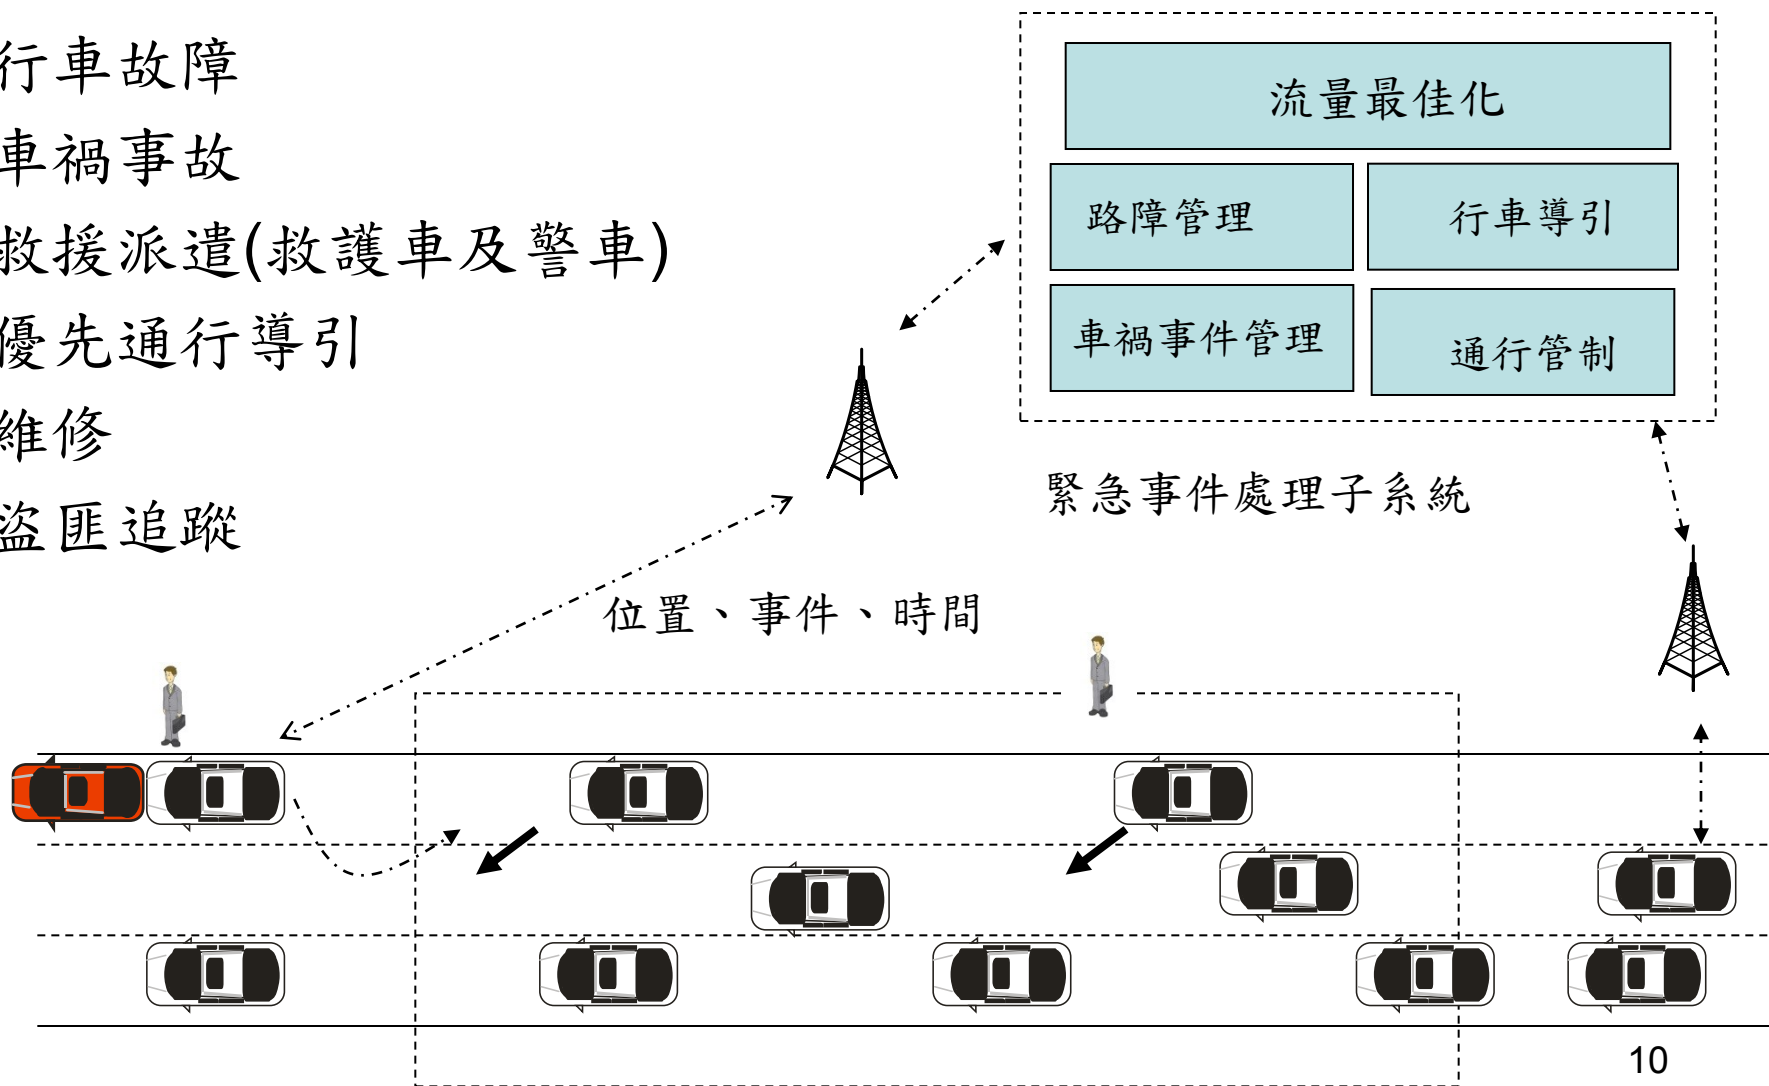 行車故障
車禍事故
救援派遣(救護車及警車)
優先通行導引
維修
盜匪追蹤
流量最佳化
路障管理
行車導引
車禍事件管理
通行管制
緊急事件處理子系統
位置、事件、時間
10